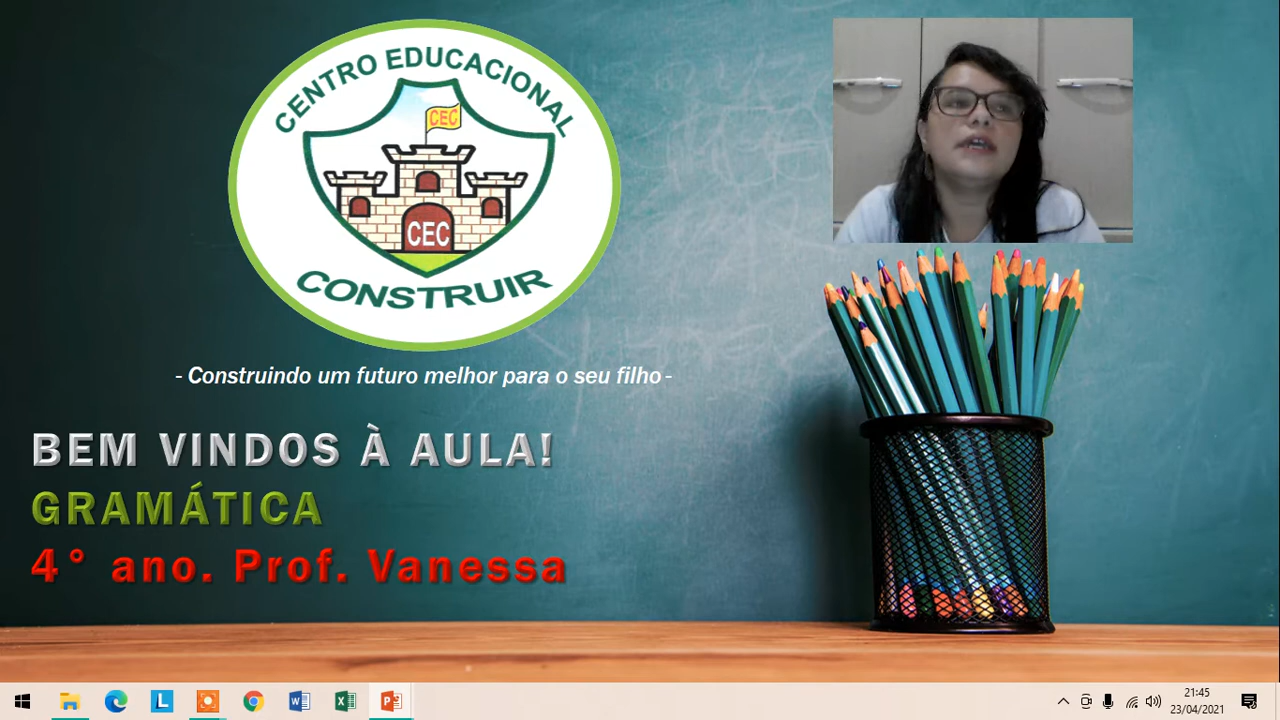 CENTRO EDUCACIONAL
CEC
CEC
CONSTRUIR
- Construindo um futuro melhor para o seu filho -
BEM VINDOS À AULA!
GRAMÁTICA
4° ano. Prof. Vanessa
21:45
23/04/2021